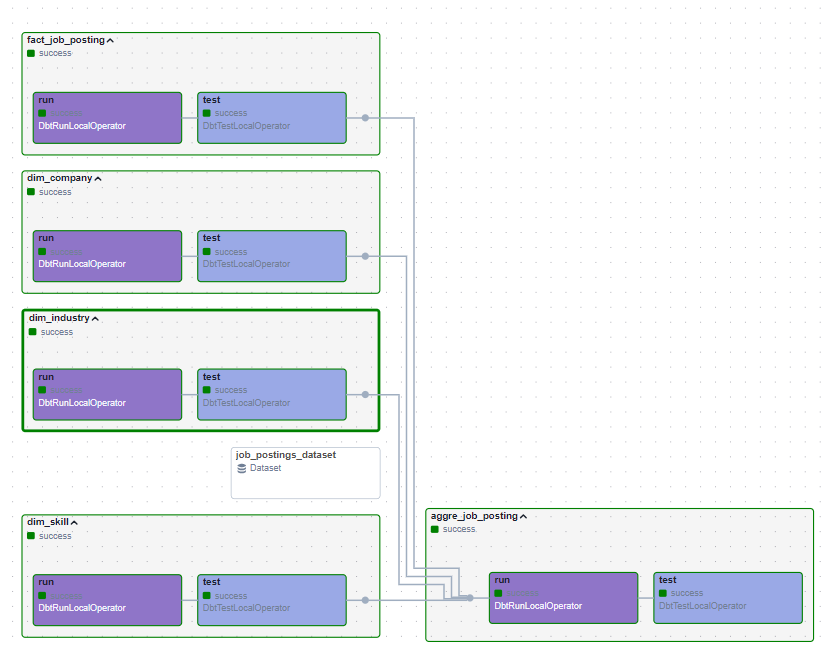 fact_job_posting
success
run
success
DbtRunLocalOperator
test
success
DbtTestLocalOperator
dim_company
success
run
success
DbtRunLocalOperator
test
success
DbtTestLocalOperator
dim_industry
success
run
success
DbtRunLocalOperator
test
success
DbtTestLocalOperator
job_postings_dataset
Dataset
dim_skill
success
run
success
DbtRunLocalOperator
test
success
DbtTestLocalOperator
aggre_job_posting
success
run
success
DbtRunLocalOperator
test
success
DbtTestLocalOperator